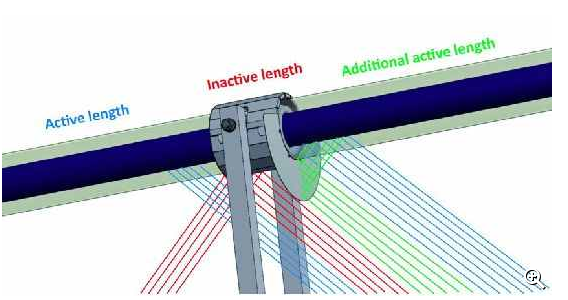 Additional active length
Inactive length
Active length